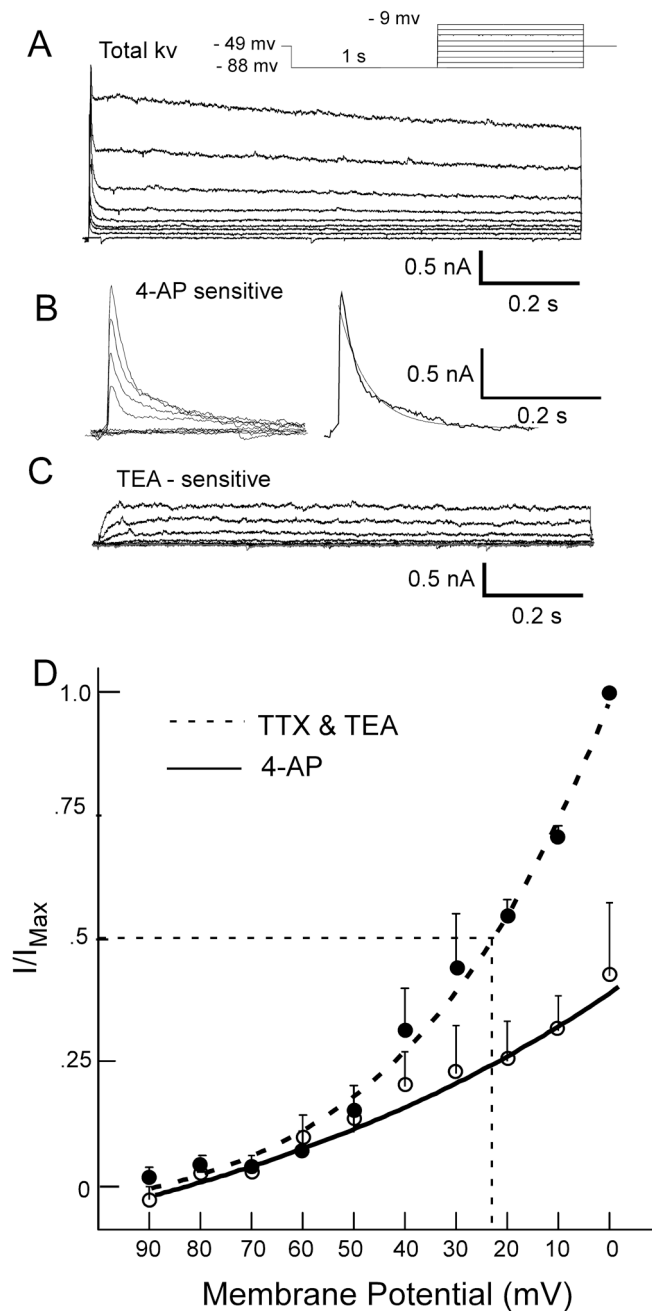 A
Total kv
- 9 mv
- 49 mv
- 88 mv
1 s
0.5 nA
0.2 s
B
4-AP sensitive
0.5 nA
0.2 s
C
TEA - sensitive
0.5 nA
0.2 s
D
1.0
.75
.5
.25
0
I/IMax
TTX & TEA
4-AP
90 80 70 60 50 40 30 20 10 0
Membrane Potential (mV)